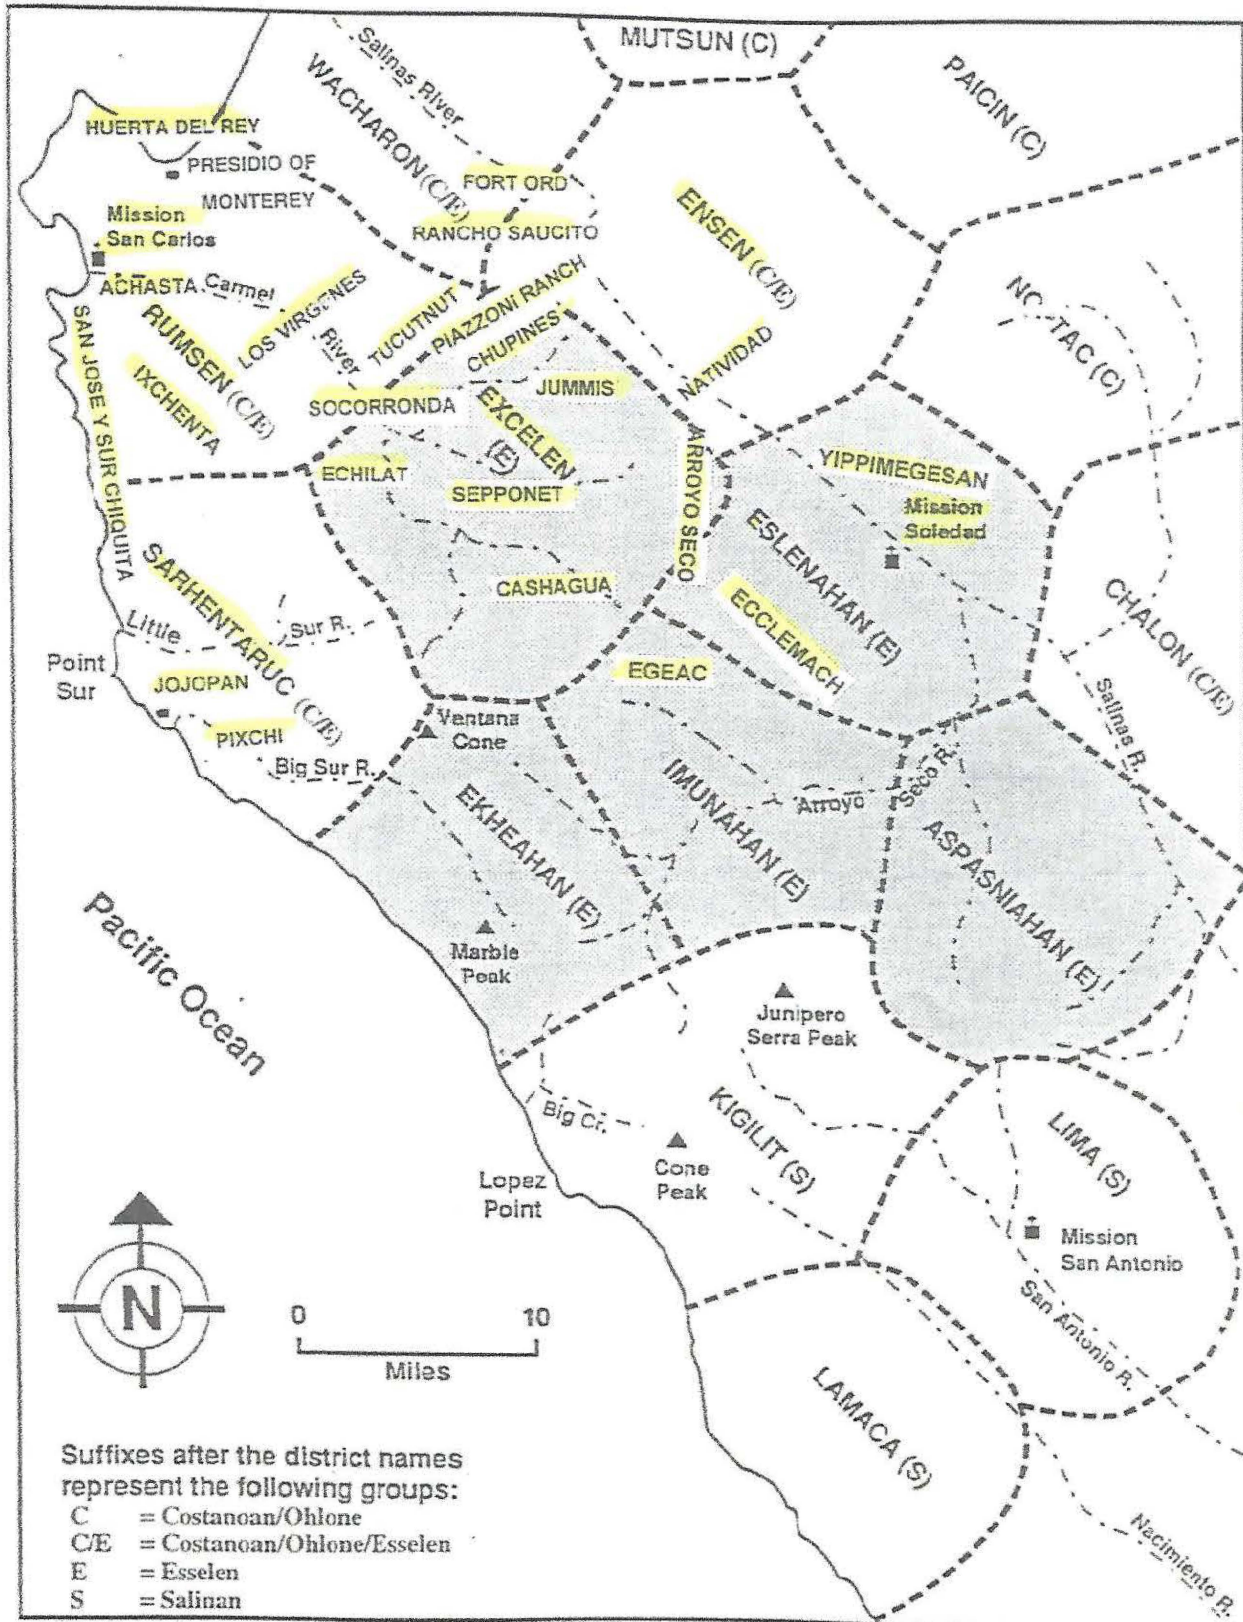 MUTSUN (C)
PAICIN (C)
Salinas River
WACHARON (C/E)
HUERTA DEL REY
PRESIDIO OF
MONTEREY
FORT ORD
RANCHO SAUCITO
ENSEN (C/E)
Mission
San Carlos
ACHASTA
Carmel
River
LOS VIRGENES
TUCUTNUT
PIAZZONi RANCH
CHUPINES
NATIVIDAD
SAN JOSE Y SUR CHIQUITA
RUMSEN (C/E)
IXCHENTA
SOCORRONDA
JUMMIS
EXCELEN
(E)
ECHILAT
SEPPONET
ARROYO SECO
YIPPIMEGESAN
Mission
Soledad
ESLENAHAN (E)
CASHAGUA
ECCLEMACH
EGEAC
CHALON (C/E)
SARHENTARUC (C/E)
Little
Sur R.
Point
Sur
JOJOPAN
PIXCHI
Big Sur R.
Ventana
Cone
Salinas R.
EKHEAHAN (E)
IMUNAHAN (E)
Arroyo
Seco R.
ASPASNIAHAN (E)
Pacific Ocean
Marble
Peak
Junipero
Serra Peak
Big Cr.
KIGILIT (S)
LIMA (S)
Cone
Peak
Lopez
Point
Mission
San Antonio
San Antonio R.
N
0 10
Miles
LAMACA (S)
Nacimiento R.
Suffixes after the district names
represent the following groups:
C = Costanoan/Ohlone
C/E = Costanoan/Ohlone/Esselen
E = Esselen
S = Salinan